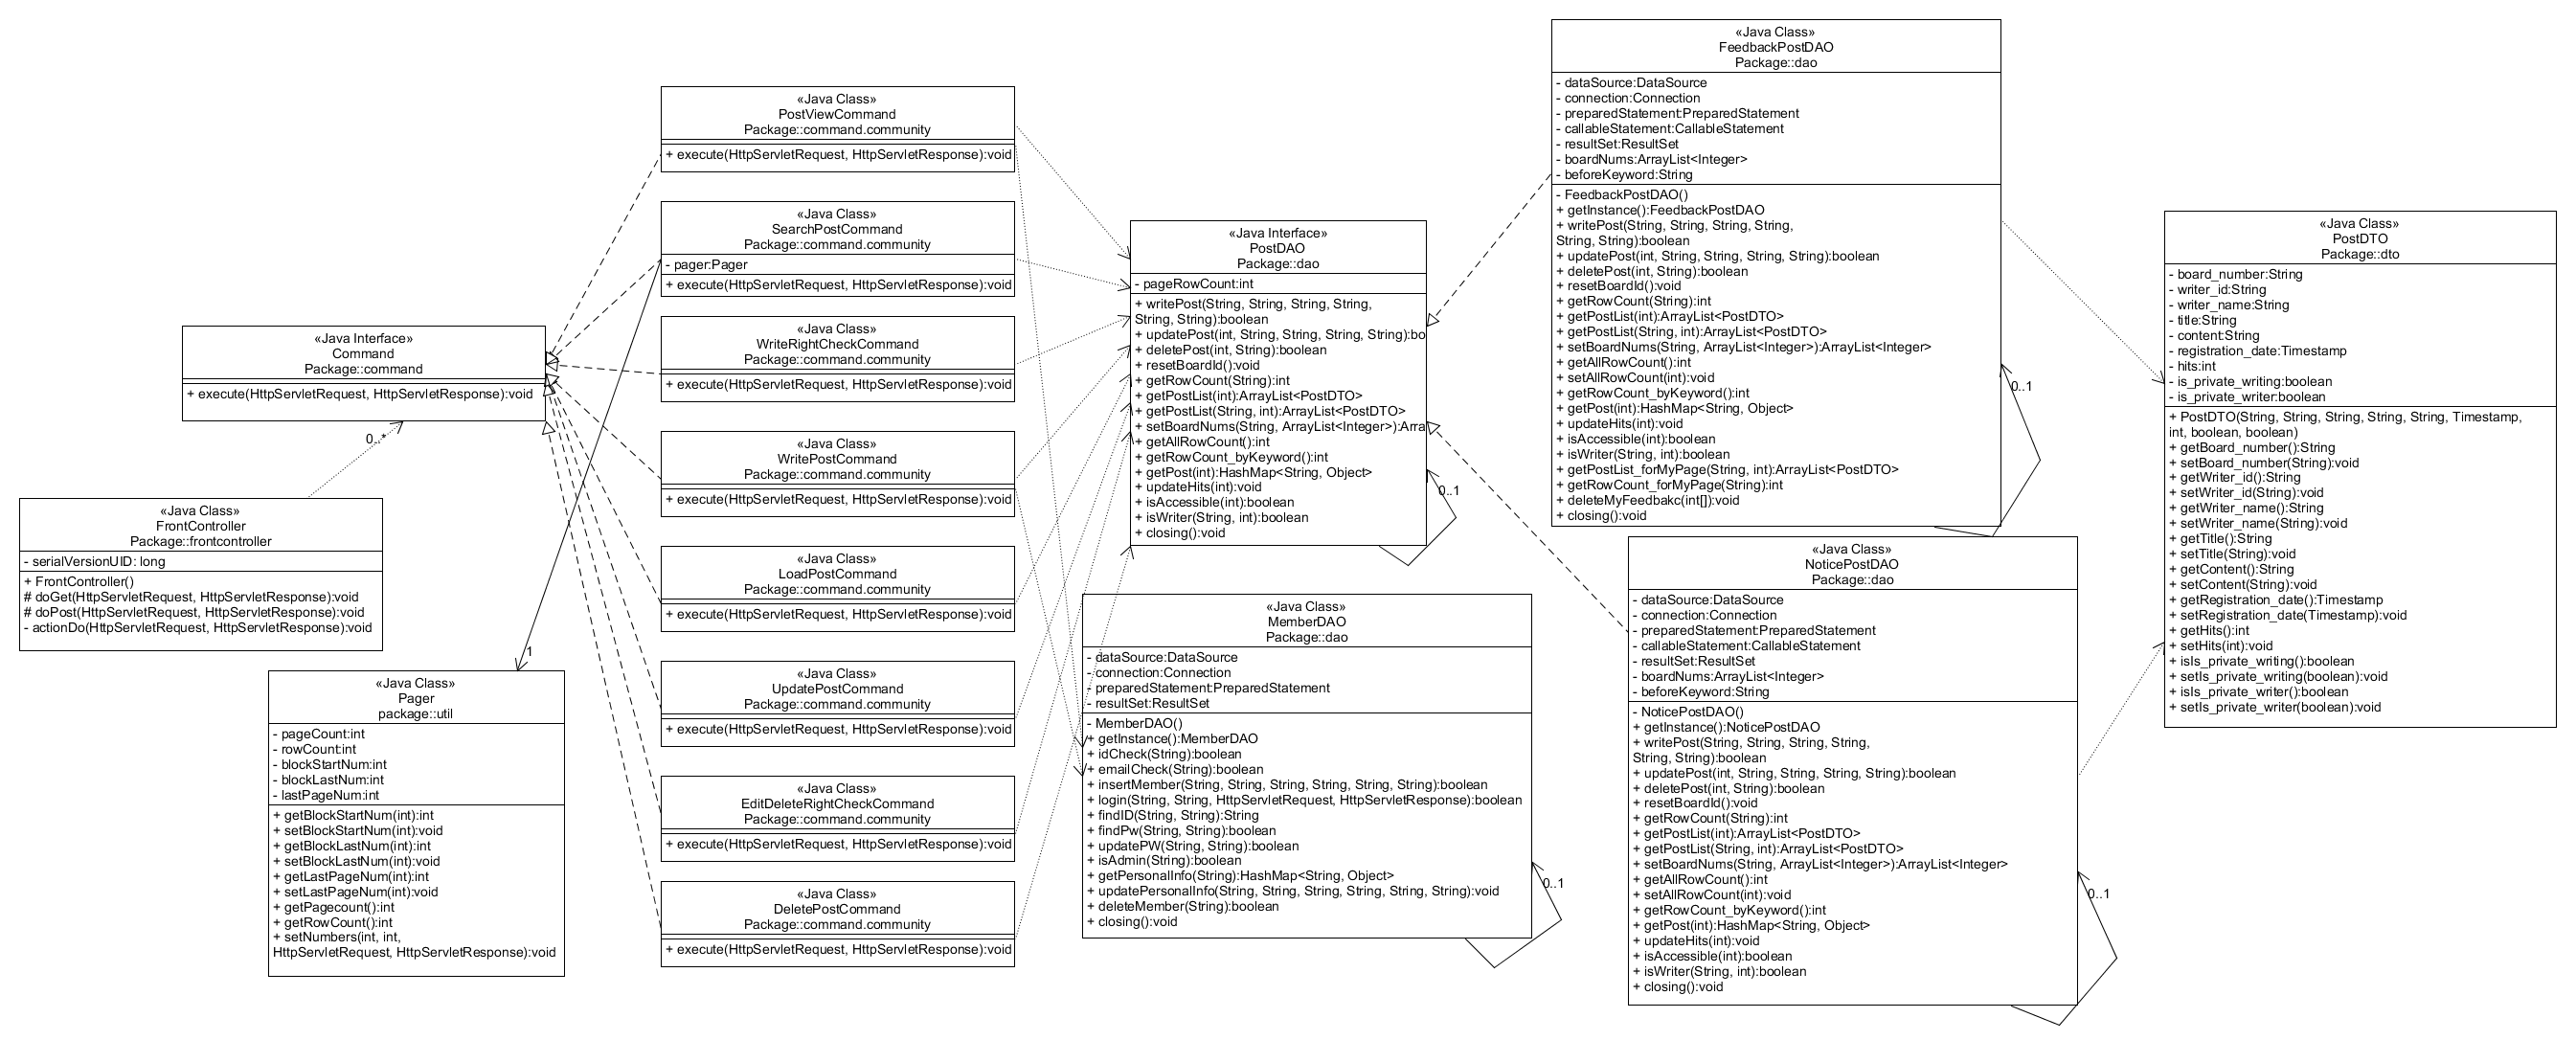 «Java Interface»
Command
Package::command
+ execute(HttpServletRequest, HttpServletResponse):void
0..*
«Java Class»
FrontController
Package::frontcontroller
- serialVersionUID: long
+ FrontController()
# doGet(HttpServletRequest, HttpServletResponse):void
# doPost(HttpServletRequest, HttpServletResponse):void
- actionDo(HttpServletRequest, HttpServletResponse):void
1
«Java Class»
Pager
package::util
- pageCount:int
- rowCount:int
- blockStartNum:int
- blockLastNum:int
- lastPageNum:int
+ getBlockStartNum(int):int
+ setBlockStartNum(int):void
+ getBlockLastNum(int):int
+ setBlockLastNum(int):void
+ getLastPageNum(int):int
+ setLastPageNum(int):void
+ getPagecount():int
+ getRowCount():int
+ setNumbers(int, int,
HttpServletRequest, HttpServletResponse):void
«Java Class»
PostViewCommand
Package::command.community
+ execute(HttpServletRequest, HttpServletResponse):void
«Java Class»
SearchPostCommand
Package::command.community
- pager:Pager
+ execute(HttpServletRequest, HttpServletResponse):void
«Java Class»
WriteRightCheckCommand
Package::command.community
+ execute(HttpServletRequest, HttpServletResponse):void
«Java Class»
WritePostCommand
Package::command.community
+ execute(HttpServletRequest, HttpServletResponse):void
«Java Class»
LoadPostCommand
Package::command.community
+ execute(HttpServletRequest, HttpServletResponse):void
«Java Class»
UpdatePostCommand
Package::command.community
+ execute(HttpServletRequest, HttpServletResponse):void
«Java Class»
EditDeleteRightCheckCommand
Package::command.community
+ execute(HttpServletRequest, HttpServletResponse):void
«Java Class»
DeletePostCommand
Package::command.community
+ execute(HttpServletRequest, HttpServletResponse):void
«Java Interface»
PostDAO
Package::dao
- pageRowCount:int
+ writePost(String, String, String, String,
String, String):boolean
+ updatePost(int, String, String, String, String):bo
+ deletePost(int, String):boolean
+ resetBoardId():void
+ getRowCount(String):int
+ getPostList(int):ArrayList<PostDTO>
+ getPostList(String, int):ArrayList<PostDTO>
+ setBoardNums(String, ArrayList<Integer>):Arra
+ getAllRowCount():int
+ getRowCount_byKeyword():int
+ getPost(int):HashMap<String, Object>
+ updateHits(int):void
+ isAccessible(int):boolean
+ isWriter(String, int):boolean
+ closing():void
0..1
«Java Class»
MemberDAO
Package::dao
- dataSource:DataSource
- connection:Connection
- preparedStatement:PreparedStatement
- resultSet:ResultSet
- MemberDAO()
+ getInstance():MemberDAO
+ idCheck(String):boolean
+ emailCheck(String):boolean
+ insertMember(String, String, String, String, String, String):boolean
+ login(String, String, HttpServletRequest, HttpServletResponse):boolean
+ findID(String, String):String
+ findPw(String, String):boolean
+ updatePW(String, String):boolean
+ isAdmin(String):boolean
+ getPersonalInfo(String):HashMap<String, Object>
+ updatePersonalInfo(String, String, String, String, String, String):void
+ deleteMember(String):boolean
+ closing():void
0..1
«Java Class»
FeedbackPostDAO
Package::dao
- dataSource:DataSource
- connection:Connection
- preparedStatement:PreparedStatement
- callableStatement:CallableStatement
- resultSet:ResultSet
- boardNums:ArrayList<Integer>
- beforeKeyword:String
- FeedbackPostDAO()
+ getInstance():FeedbackPostDAO
+ writePost(String, String, String, String,
String, String):boolean
+ updatePost(int, String, String, String, String):boolean
+ deletePost(int, String):boolean
+ resetBoardId():void
+ getRowCount(String):int
+ getPostList(int):ArrayList<PostDTO>
+ getPostList(String, int):ArrayList<PostDTO>
+ setBoardNums(String, ArrayList<Integer>):ArrayList<Integer>
+ getAllRowCount():int
+ setAllRowCount(int):void
+ getRowCount_byKeyword():int
+ getPost(int):HashMap<String, Object>
+ updateHits(int):void
+ isAccessible(int):boolean
+ isWriter(String, int):boolean
+ getPostList_forMyPage(String, int):ArrayList<PostDTO>
+ getRowCount_forMyPage(String):int
+ deleteMyFeedbakc(int[]):void
+ closing():void
0..1
«Java Class»
NoticePostDAO
Package::dao
- dataSource:DataSource
- connection:Connection
- preparedStatement:PreparedStatement
- callableStatement:CallableStatement
- resultSet:ResultSet
- boardNums:ArrayList<Integer>
- beforeKeyword:String
- NoticePostDAO()
+ getInstance():NoticePostDAO
+ writePost(String, String, String, String,
String, String):boolean
+ updatePost(int, String, String, String, String):boolean
+ deletePost(int, String):boolean
+ resetBoardId():void
+ getRowCount(String):int
+ getPostList(int):ArrayList<PostDTO>
+ getPostList(String, int):ArrayList<PostDTO>
+ setBoardNums(String, ArrayList<Integer>):ArrayList<Integer>
+ getAllRowCount():int
+ setAllRowCount(int):void
+ getRowCount_byKeyword():int
+ getPost(int):HashMap<String, Object>
+ updateHits(int):void
+ isAccessible(int):boolean
+ isWriter(String, int):boolean
+ closing():void
0..1
«Java Class»
PostDTO
Package::dto
- board_number:String
- writer_id:String
- writer_name:String
- title:String
- content:String
- registration_date:Timestamp
- hits:int
- is_private_writing:boolean
- is_private_writer:boolean
+ PostDTO(String, String, String, String, String, Timestamp,
int, boolean, boolean)
+ getBoard_number():String
+ setBoard_number(String):void
+ getWriter_id():String
+ setWriter_id(String):void
+ getWriter_name():String
+ setWriter_name(String):void
+ getTitle():String
+ setTitle(String):void
+ getContent():String
+ setContent(String):void
+ getRegistration_date():Timestamp
+ setRegistration_date(Timestamp):void
+ getHits():int
+ setHits(int):void
+ isIs_private_writing():boolean
+ setIs_private_writing(boolean):void
+ isIs_private_writer():boolean
+ setIs_private_writer(boolean):void